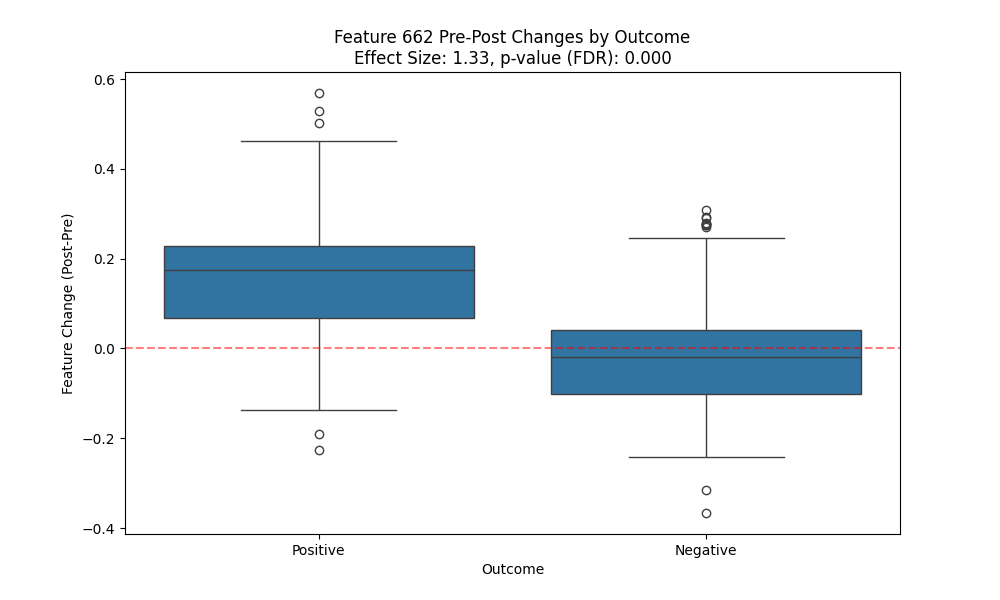 Feature 662 Pre-Post Changes by Outcome
Effect Size: 1.33, p-value (FDR): 0.000
Feature Change (Post-Pre)
0.6
0.4
0.2
0.0
−0.2
−0.4
Positive
Negative
Outcome